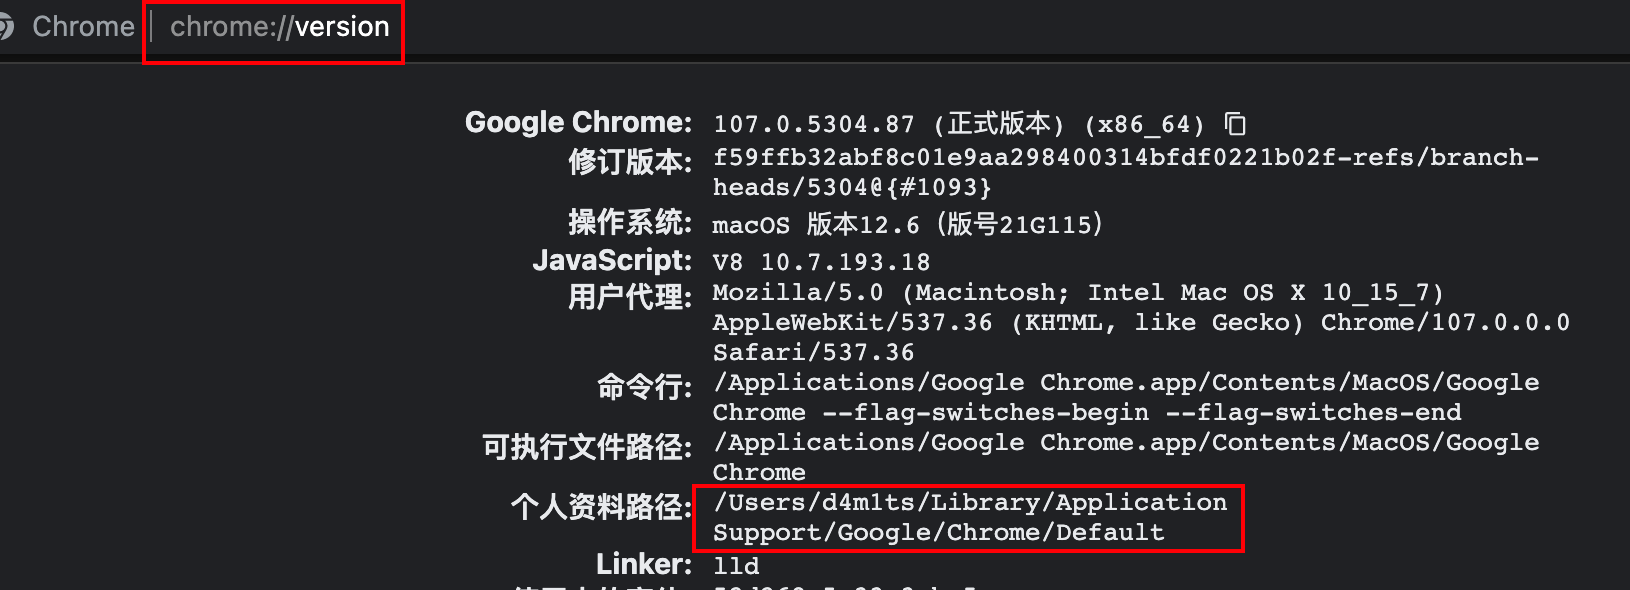 Chrome | chrome://version
Google Chrome: 107.0.5304.87 (正式版本) (x86_64)
修订版本: f59ffb32abf8c01e9aa298400314bfdf0221b02f-refs/branch-
heads/5304@{#1093}
操作系统: macOS 版本12.6 (版号21G115)
JavaScript: V8 10.7.193.18
用户代理: Mozilla/5.0 (Macintosh; Intel Mac OS X 10_15_7)
AppleWebKit/537.36 (KHTML, like Gecko) Chrome/107.0.0.0
Safari/537.36
命令行: /Applications/Google Chrome.app/Contents/MacOS/Google
Chrome --flag-switches-begin --flag-switches-end
可执行文件路径: /Applications/Google Chrome.app/Contents/MacOS/Google
Chrome
个人资料路径: /Users/d4m1ts/Library/Application
Support/Google/Chrome/Default
Linker: lld